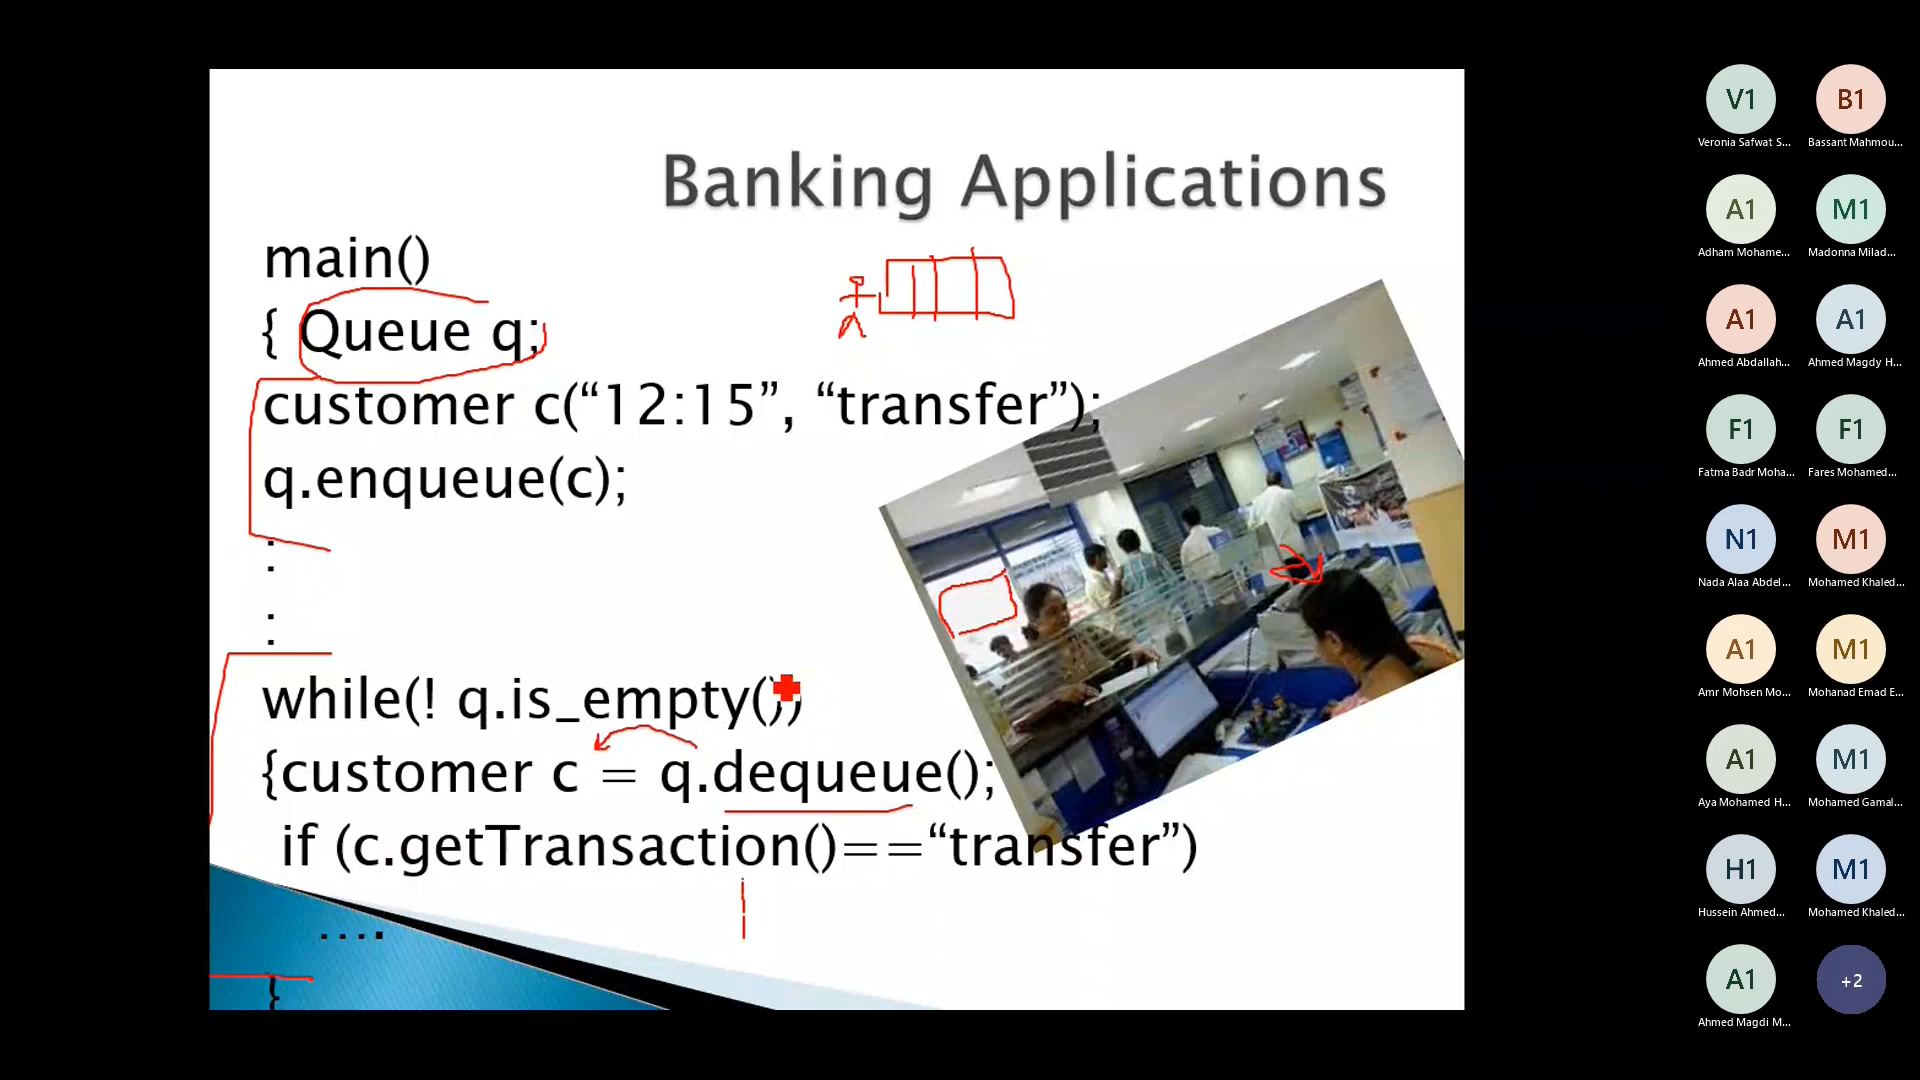 Banking Applications
main()
{ Queue q;
customer c(“12:15”, “transfer”);
q.enqueue(c);
:
:
while(! q.is_empty())
{customer c = q.dequeue();
if (c.getTransaction()==“transfer”)
....
}
V1
Veronia Safwat S...
B1
Bassant Mahmou...
A1
Adham Mohame...
M1
Madonna Milad...
A1
Ahmed Abdallah...
A1
Ahmed Magdy H...
F1
Fatma Badr Moha...
F1
Fares Mohamed...
N1
Nada Alaa Abdel...
M1
Mohamed Khaled...
A1
Amr Mohsen Mo...
M1
Mohanad Emad E...
A1
Aya Mohamed H...
M1
Mohamed Gamal...
H1
Hussein Ahmed...
M1
Mohamed Khaled...
A1
Ahmed Magdi M...
+2